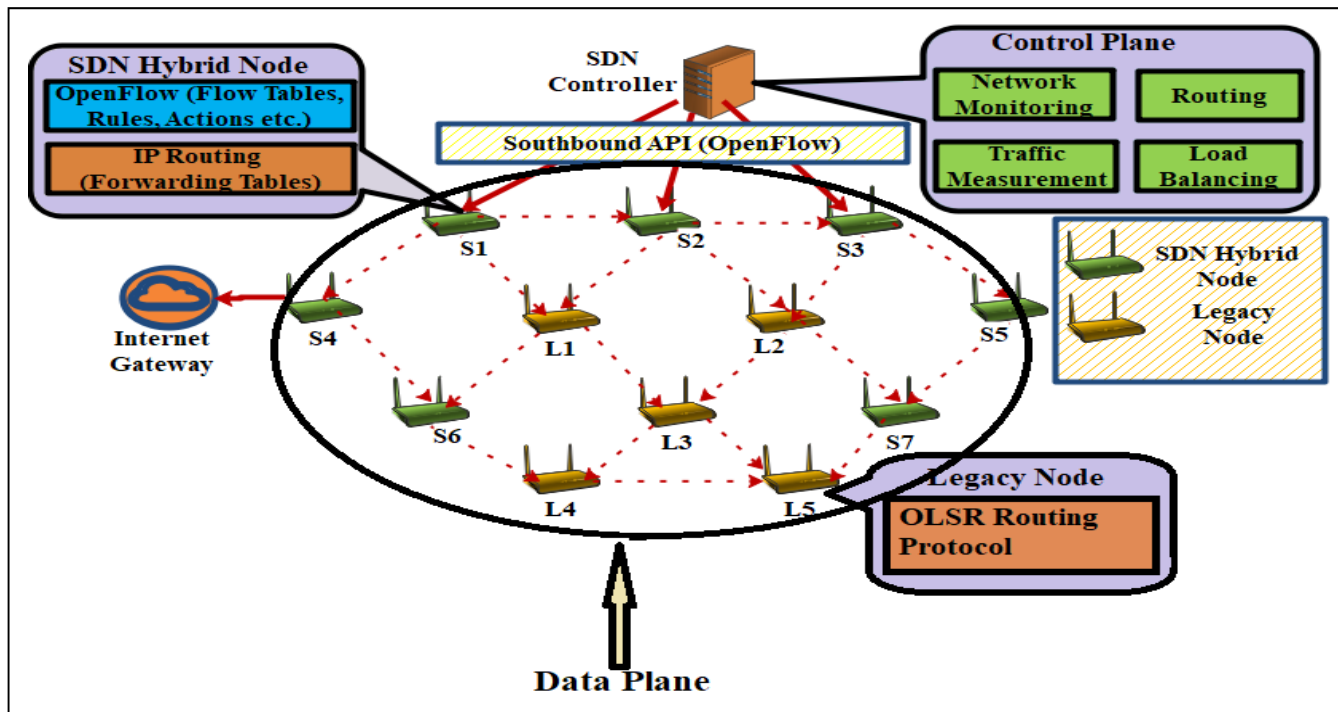 SDN Hybrid Node
OpenFlow (Flow Tables,
Rules, Actions etc.)
IP Routing
(Forwarding Tables)
SDN
Controller
Control Plane
Network
Monitoring
Routing
Traffic
Measurement
Load
Balancing
Southbound API (OpenFlow)
S1
S2
S3
SDN Hybrid
Node
Legacy
Node
Internet
Gateway
S4
L1
L2
S5
S6
L3
S7
L4
L5
Legacy Node
OLSR Routing
Protocol
Data Plane